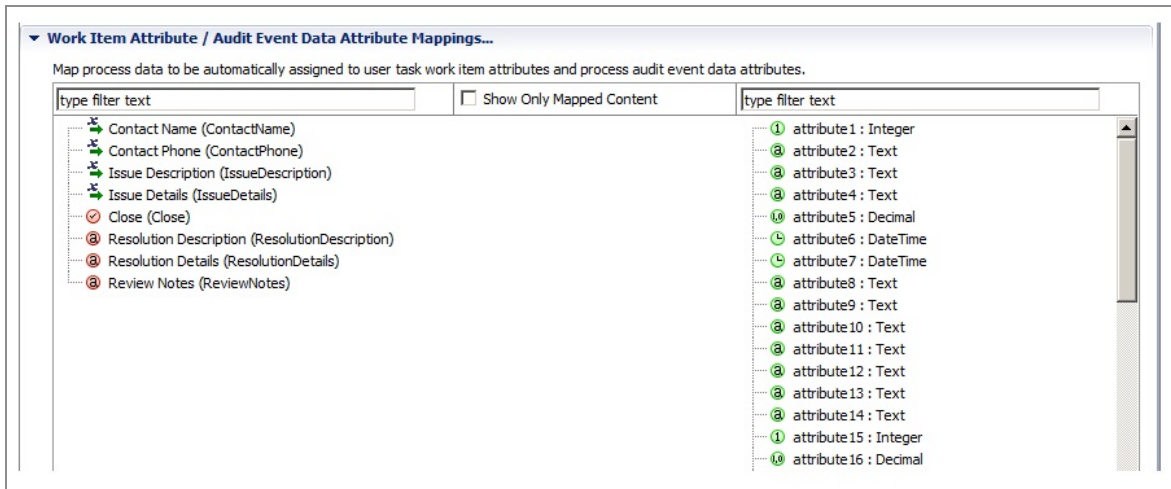 Work Item Attribute / Audit Event Data Attribute Mappings...
Map process data to be automatically assigned to user task work item attributes and process audit event data attributes.
type filter text
Show Only Mapped Content
type filter text
Contact Name (ContactName)
Contact Phone (ContactPhone)
Issue Description (IssueDescription)
Issue Details (IssueDetails)
Close (Close)
Resolution Description (ResolutionDescription)
Resolution Details (ResolutionDetails)
Review Notes (ReviewNotes)
attribute1 : Integer
attribute2 : Text
attribute3 : Text
attribute4 : Text
attribute5 : Decimal
attribute6 : DateTime
attribute7 : DateTime
attribute8 : Text
attribute9 : Text
attribute10 : Text
attribute11 : Text
attribute12 : Text
attribute13 : Text
attribute14 : Text
attribute15 : Integer
attribute16 : Decimal